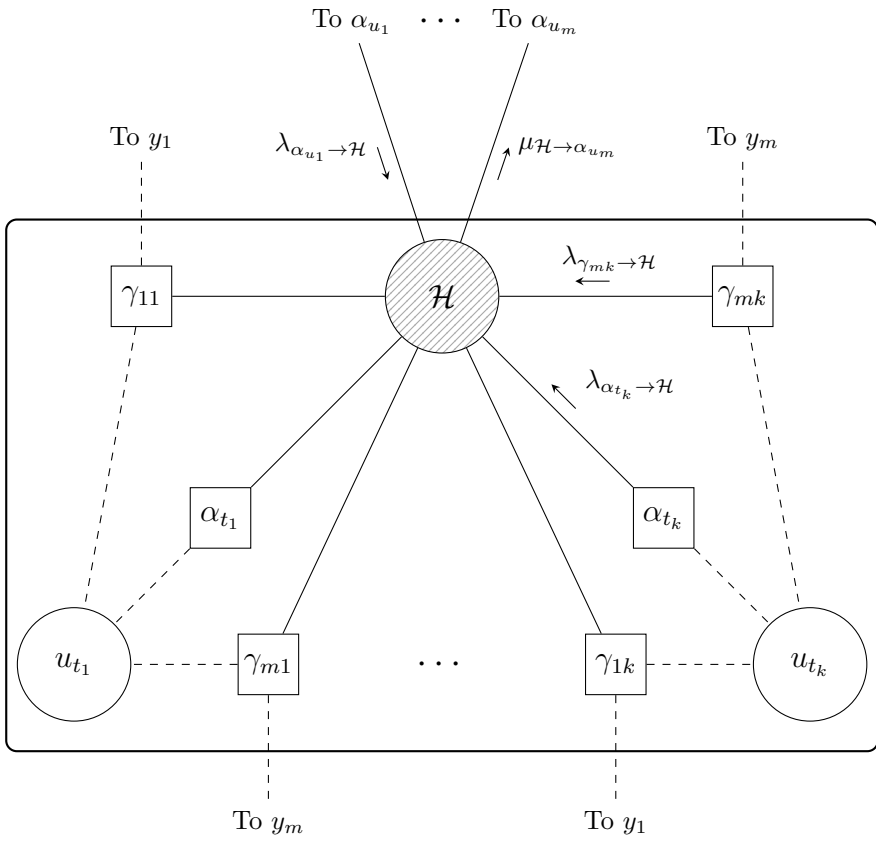 To α_{u_1} · · · To α_{u_m}
To y_1
λ_{α_{u_1}→ℋ}
μ_{ℋ→α_{u_m}}
To y_m
γ_{11}
ℋ
λ_{γ_{mk}→ℋ}
γ_{mk}
λ_{α_{t_k}→ℋ}
α_{t_1}
α_{t_k}
u_{t_1}
γ_{m1}
· · ·
γ_{1k}
u_{t_k}
To y_m
To y_1